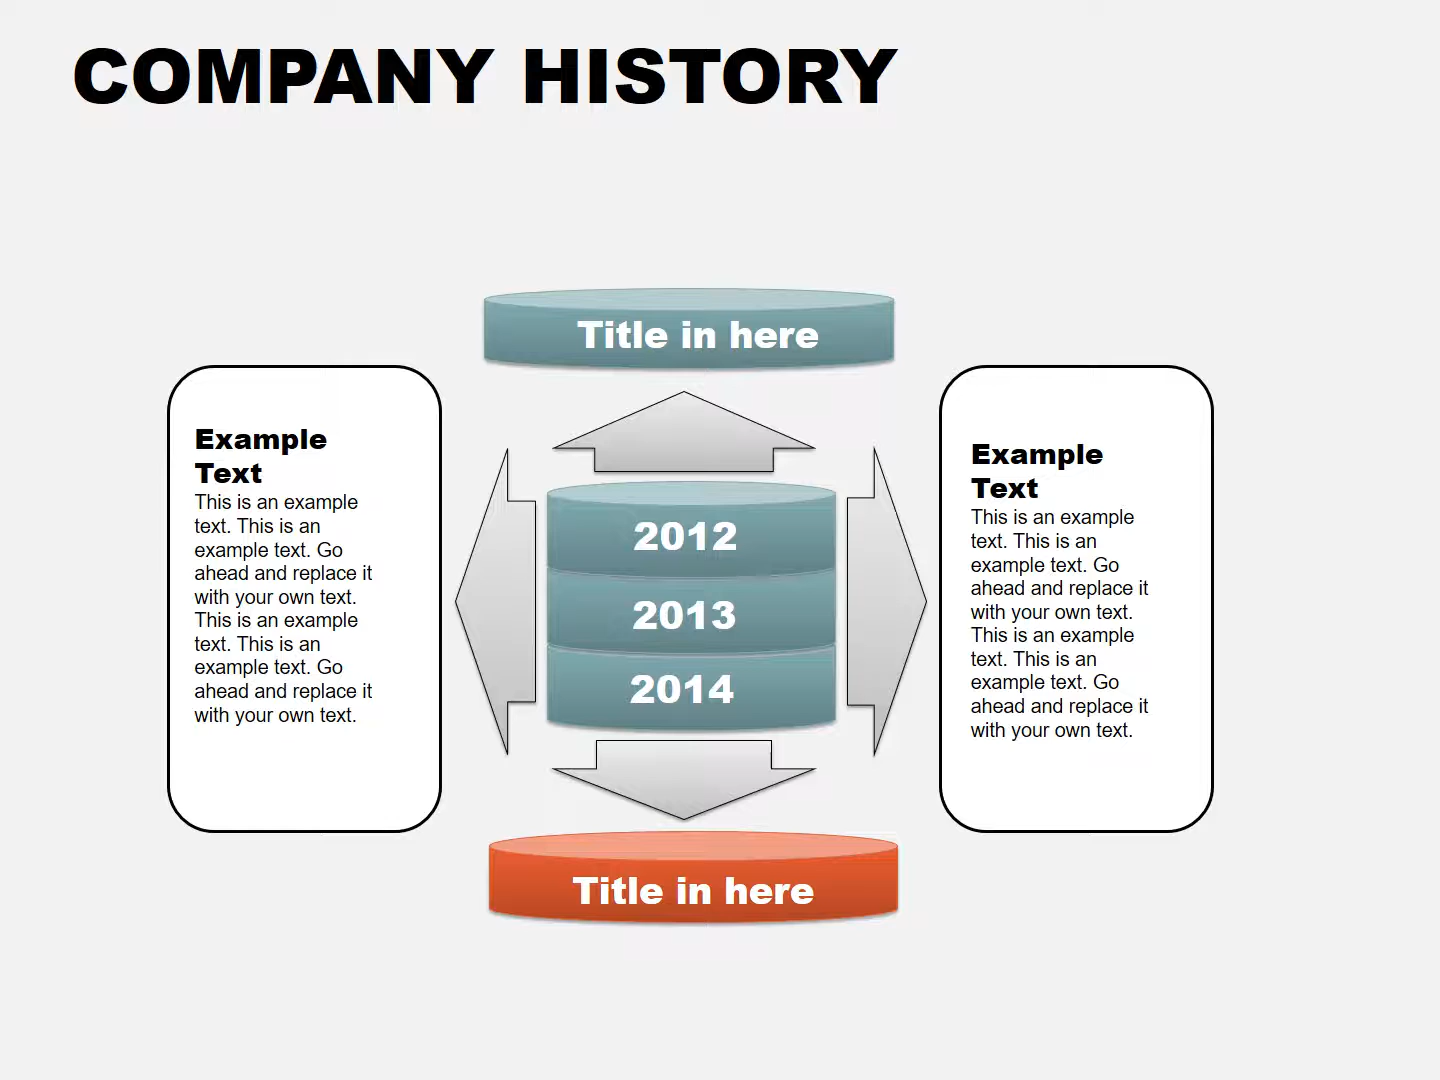 COMPANY HISTORY
Title in here
Example
Text
This is an example
text. This is an
example text. Go
ahead and replace it
with your own text.
This is an example
text. This is an
example text. Go
ahead and replace it
with your own text.
2012
2013
2014
Example
Text
This is an example
text. This is an
example text. Go
ahead and replace it
with your own text.
This is an example
text. This is an
example text. Go
ahead and replace it
with your own text.
Title in here